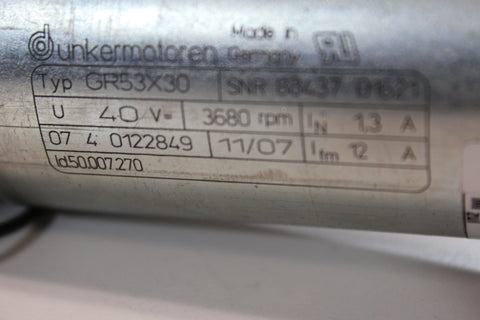 dunkermotoren
Made in
Germany
Typ GR53X30 SNR 88437
U 40 V= 3680 rpm IN 1,3 A
07 4 0122849 11/07 Ifm 12 A
Id50.007.270